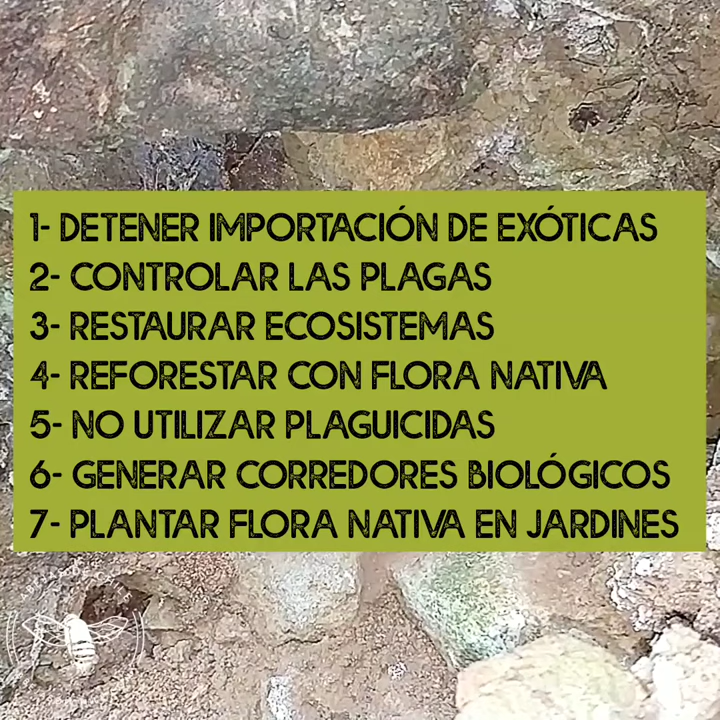 1- DETENER IMPORTACIÓN DE EXÓTICAS
2- CONTROLAR LAS PLAGAS
3- RESTAURAR ECOSISTEMAS
4- REFORESTAR CON FLORA NATIVA
5- NO UTILIZAR PLAGUICIDAS
6- GENERAR CORREDORES BIOLÓGICOS
7- PLANTAR FLORA NATIVA EN JARDINES